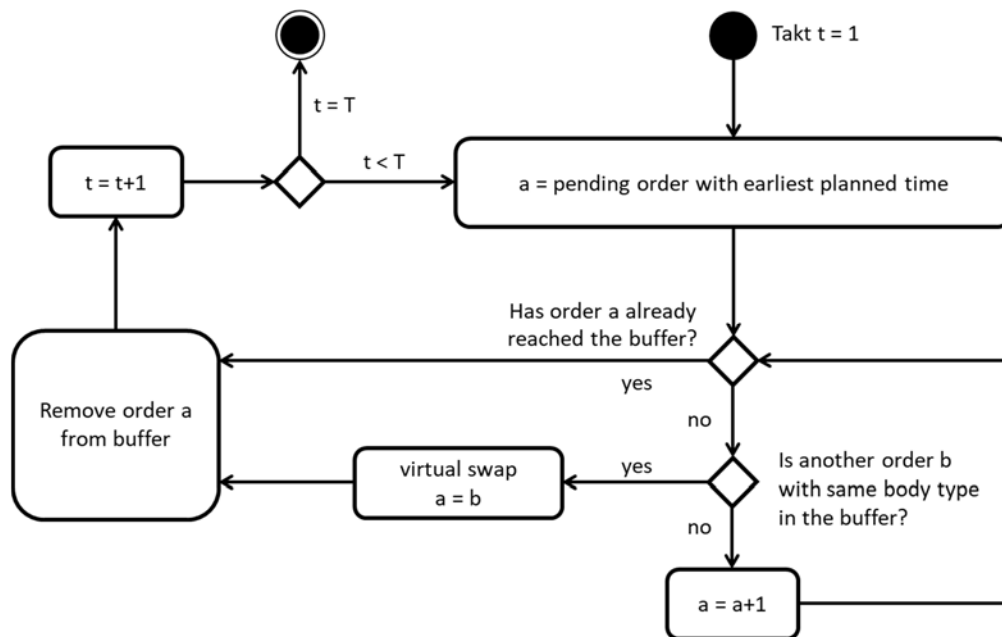 Takt t = 1
t = T
t = t+1
t < T
a = pending order with earliest planned time
Has order a already
reached the buffer?
yes
no
Remove order a
from buffer
virtual swap
a = b
yes
Is another order b
with same body type
in the buffer?
no
a = a+1